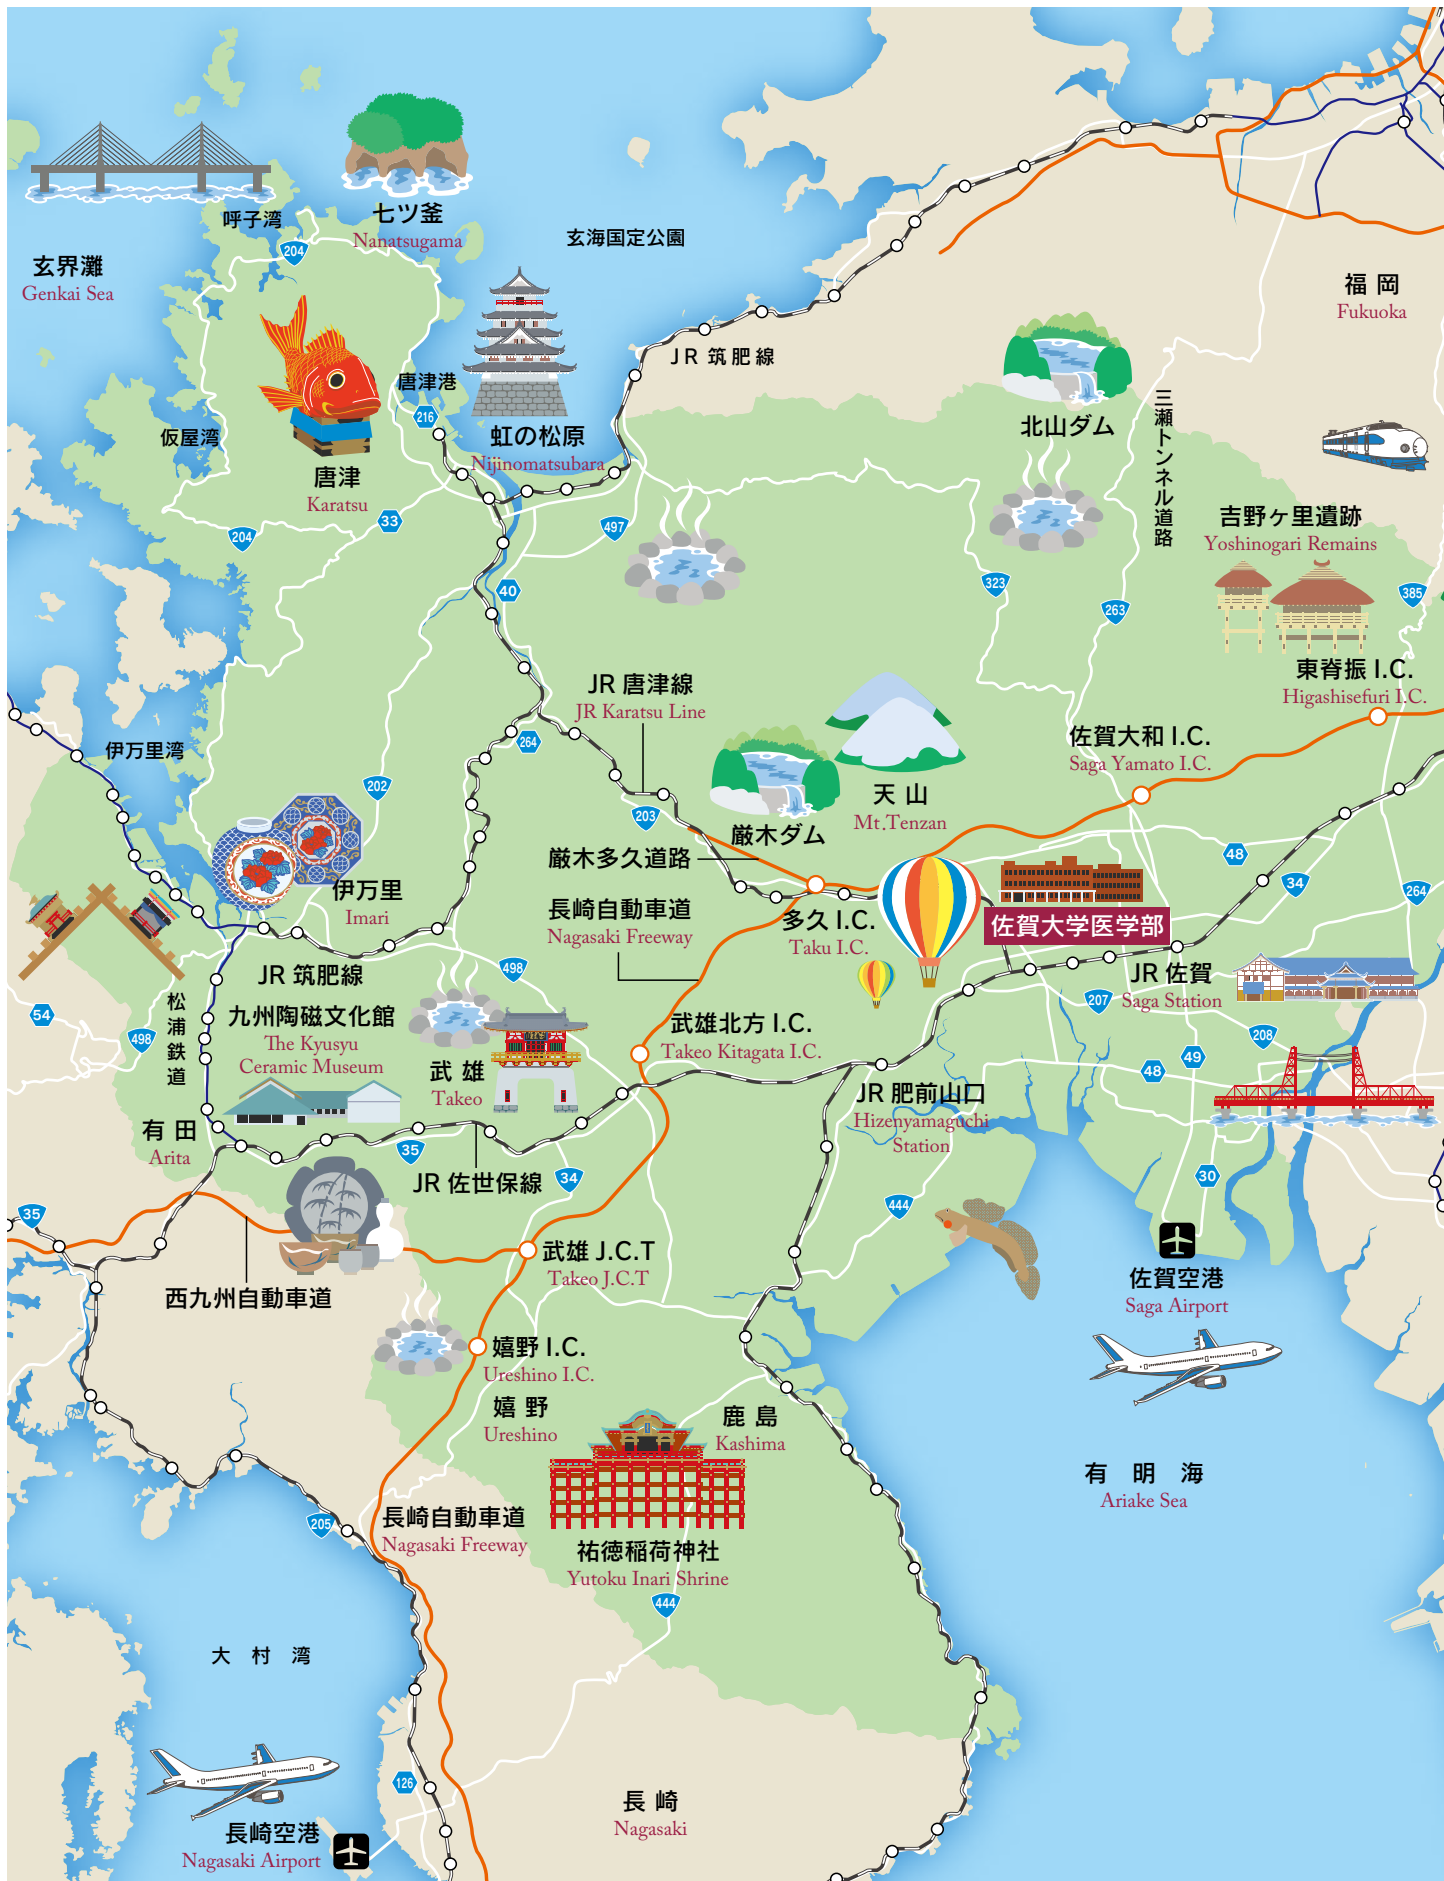 呼子湾
204
七ツ釜
Nanatsugama
玄海国定公園
玄界灘
Genkai Sea
福 岡
Fukuoka
JR 筑肥線
唐津港
216
北山ダム
三瀬トンネル道路
仮屋湾
虹の松原
Nijinomatsubara
唐津
Karatsu
33
204
497
吉野ヶ里遺跡
Yoshinogari Remains
40
323
263
385
東脊振 I.C.
Higashisefuri I.C.
JR 唐津線
JR Karatsu Line
伊万里湾
264
佐賀大和 I.C.
Saga Yamato I.C.
202
203
天 山
Mt.Tenzan
厳木ダム
厳木多久道路
48
34
264
伊万里
Imari
長崎自動車道
Nagasaki Freeway
多久 I.C.
Taku I.C.
佐賀大学医学部
JR 筑肥線
498
JR 佐賀
Saga Station
207
54
松浦鉄道
498
九州陶磁文化館
The Kyusyu
Ceramic Museum
武雄北方 I.C.
Takeo Kitagata I.C.
208
49
48
武 雄
Takeo
JR 肥前山口
Hizenyamaguchi
Station
有 田
Arita
35
JR 佐世保線
34
30
444
35
武雄 J.C.T
Takeo J.C.T
佐賀空港
Saga Airport
西九州自動車道
嬉野 I.C.
Ureshino I.C.
嬉 野
Ureshino
鹿 島
Kashima
有 明 海
Ariake Sea
205
長崎自動車道
Nagasaki Freeway
祐徳稲荷神社
Yutoku Inari Shrine
444
大 村 湾
126
長 崎
Nagasaki
長崎空港
Nagasaki Airport